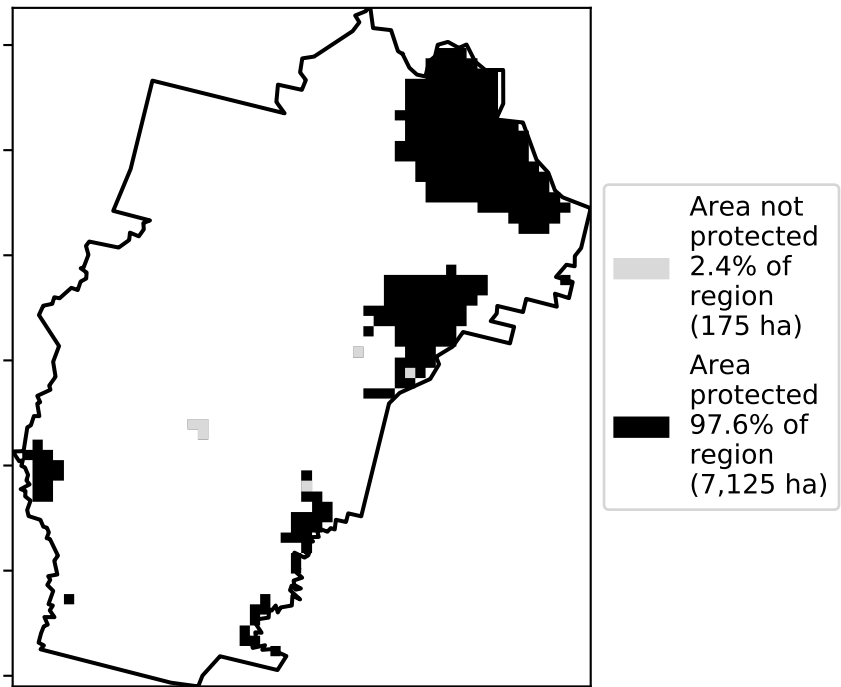 Area not
protected
2.4% of
region
(175 ha)
Area
protected
97.6% of
region
(7,125 ha)